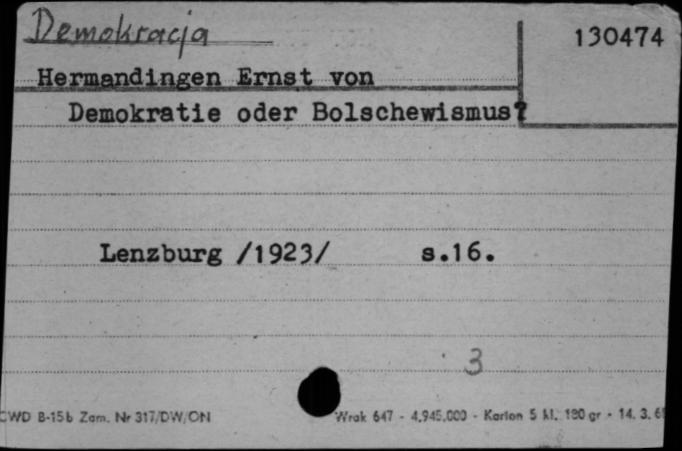 Demokracja
130474
Hermandingen Ernst von
Demokratie oder Bolschewismus?
Lenzburg /1923/ s.16.
3
CWD B-15b Zam. Nr 317/DW/ON Wrak 647 - 4.945.000 - Karton 5 kl. 180 gr - 14. 3. 6